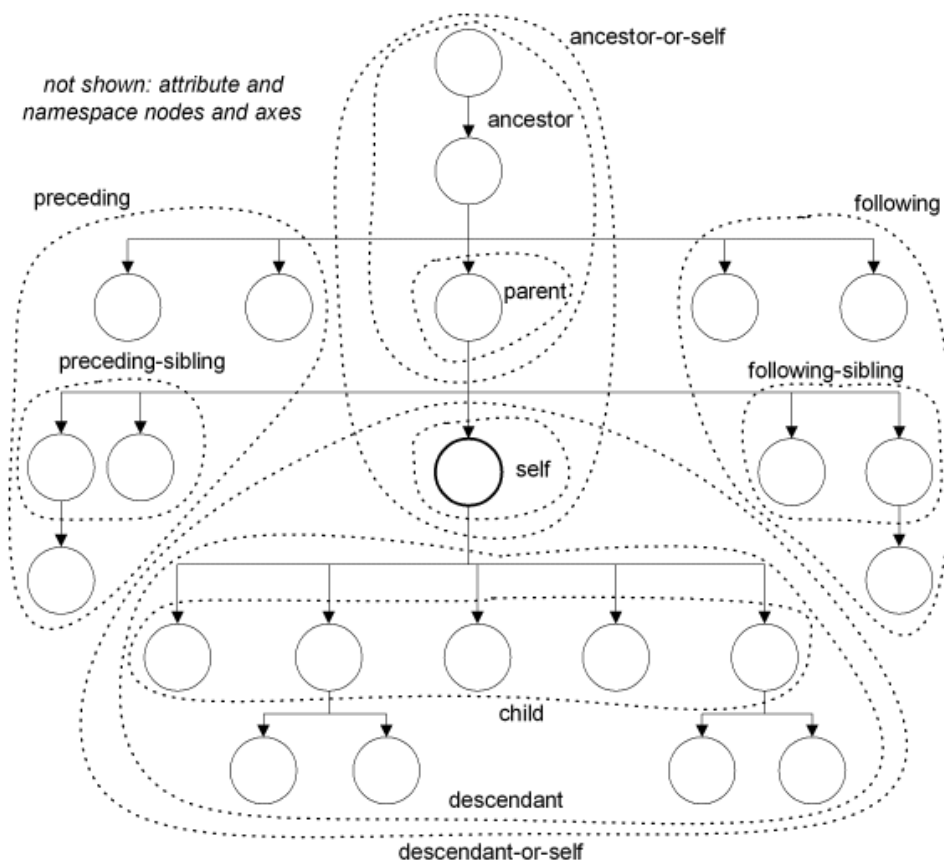 ancestor-or-self
not shown: attribute and
namespace nodes and axes
ancestor
preceding
following
parent
preceding-sibling
following-sibling
self
child
descendant
descendant-or-self